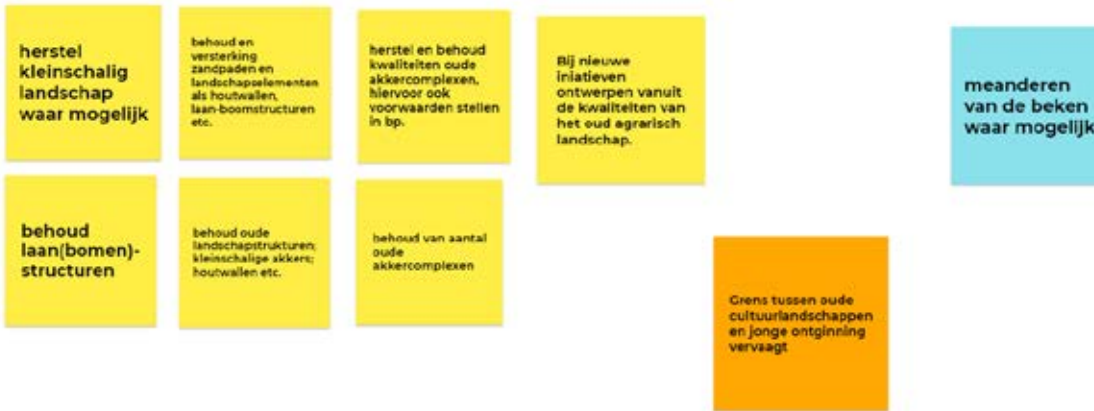 herstel
kleinschalig
landschap
waar mogelijk
behoud en
versterking
zandpaden en
landschapselementen
als houtwallen,
laan-boomstructuren
etc.
herstel en behoud
kwaliteiten oude
akkercomplexen,
hiervoor ook
voorwaarden stellen
in bp.
Bij nieuwe
iniatieven
ontwerpen vanuit
de kwaliteiten van
het oud agrarisch
landschap.
meanderen
van de beken
waar mogelijk
behoud
laan(bomen)-
structuren
behoud oude
landschapstrukturen;
kleinschalige akkers;
houtwallen etc.
behoud van aantal
oude
akkercomplexen
Grens tussen oude
cultuurlandschappen
en jonge ontginning
vervaagt